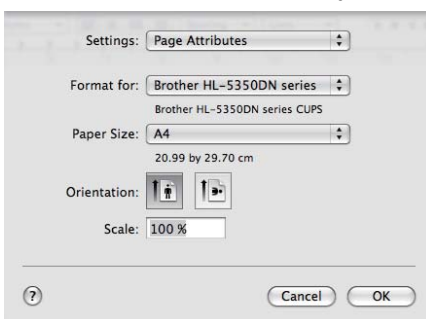 Settings: Page Attributes
Format for: Brother HL-5350DN series
Brother HL-5350DN series CUPS
Paper Size: A4
20.99 by 29.70 cm
Orientation:
Scale: 100 %
? Cancel OK